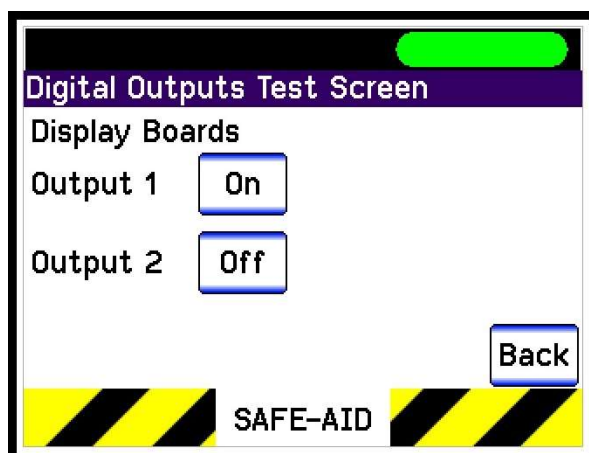 Digital Outputs Test Screen
Display Boards
Output 1 On
Output 2 Off
Back
SAFE-AID